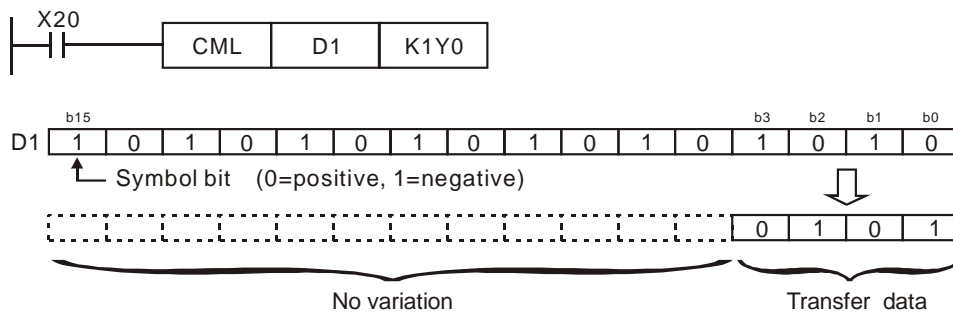 X20
CML D1 K1Y0
b15 b3 b2 b1 b0
D1 1 0 1 0 1 0 1 0 1 0 1 0 1 0 1 0
Symbol bit (0=positive, 1=negative)
0 1 0 1
No variation Transfer data